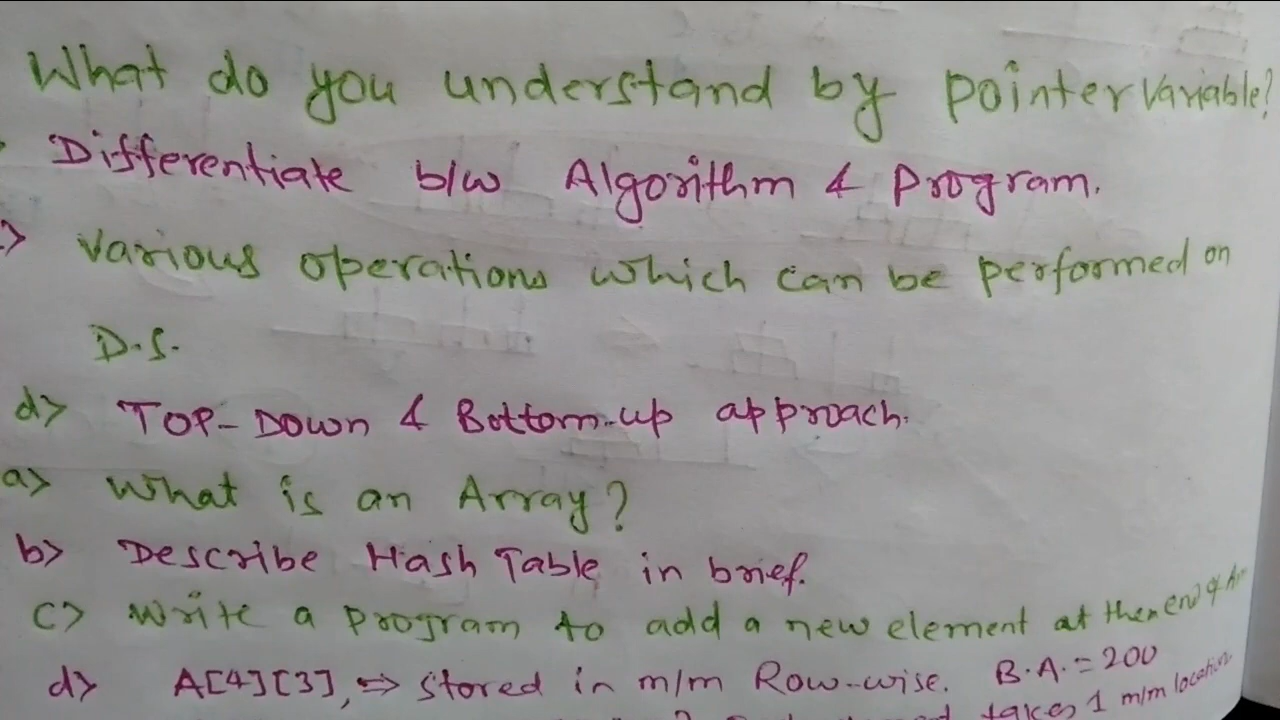 What do you understand by pointer variable?
Differentiate b/w Algorithm & Program.
Various operations which can be performed on
D.S.
d> TOP-Down & Bottom-up approach.
a> What is an Array?
b> Describe Hash Table in brief.
c> Write a program to add a new element at the end of
d> A[4][3], ⇒ stored in m/m Row-wise. B.A. = 200
takes 1 m/m location